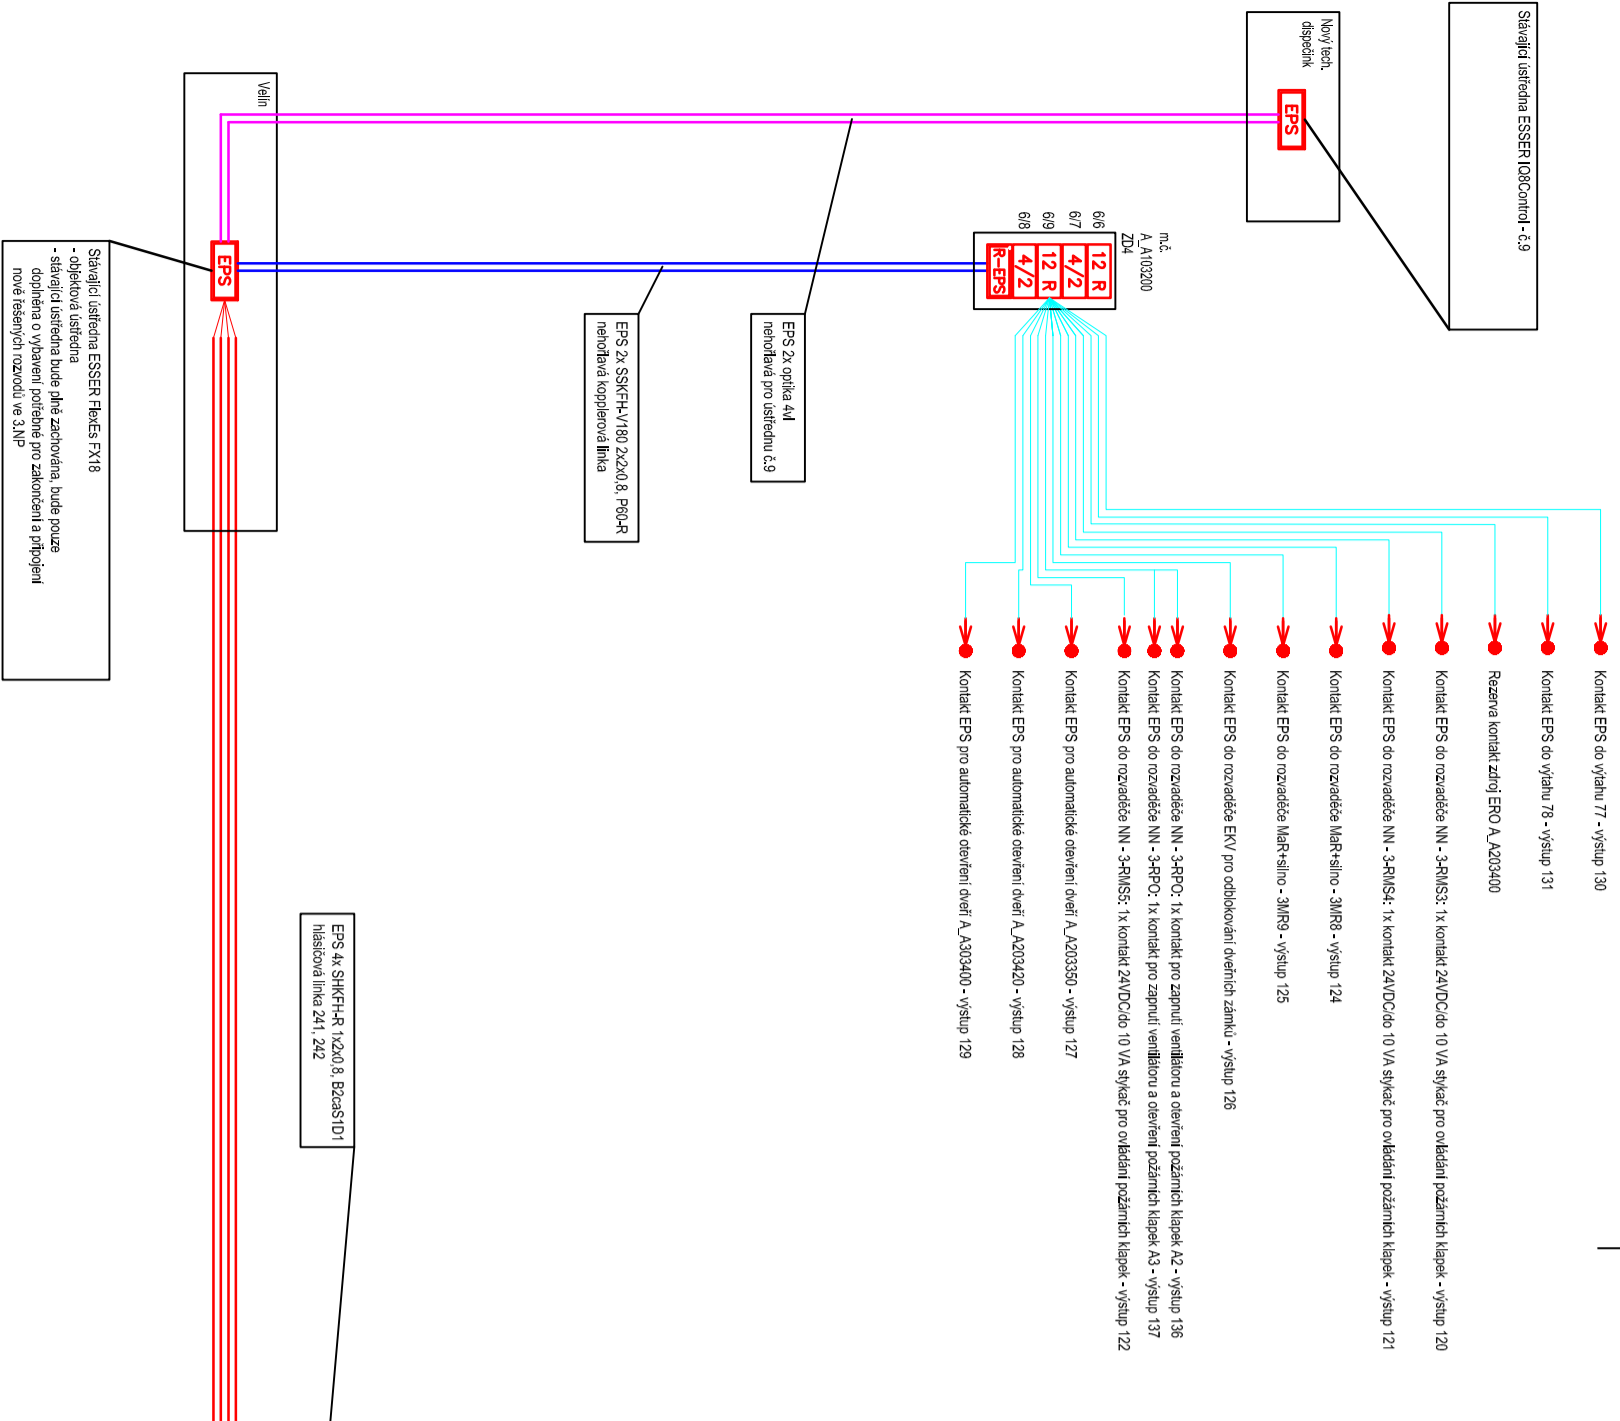 Stávající ústředna ESSER IQ8Control - č.9
Nový tech.
dispečink
EPS
m.č.
A_A103200
ZD4
6/6
6/7
6/9
6/8
12 R
4/2
12 R
4/2
R-EPS
Kontakt EPS do výtahu 77 - výstup 130
Kontakt EPS do výtahu 78 - výstup 131
Rezerva kontakt zdroj ERO A_A203400
Kontakt EPS do rozvaděče NN - 3-RMS3: 1x kontakt 24VDC/do 10 VA stykač pro ovládání požárních klapek - výstup 120
Kontakt EPS do rozvaděče NN - 3-RMS4: 1x kontakt 24VDC/do 10 VA stykač pro ovládání požárních klapek - výstup 121
Kontakt EPS do rozvaděče MaR+silno - 3MR8 - výstup 124
Kontakt EPS do rozvaděče MaR+silno - 3MR9 - výstup 125
Kontakt EPS do rozvaděče EKV pro odblokování dveřních zámků - výstup 126
Kontakt EPS do rozvaděče NN - 3-RPO: 1x kontakt pro zapnutí ventilátoru a otevření požárních klapek A2 - výstup 136
Kontakt EPS do rozvaděče NN - 3-RPO: 1x kontakt pro zapnutí ventilátoru a otevření požárních klapek A3 - výstup 137
Kontakt EPS do rozvaděče NN - 3-RMS5: 1x kontakt 24VDC/do 10 VA stykač pro ovládání požárních klapek - výstup 122
Kontakt EPS pro automatické otevření dveří A_A203350 - výstup 127
Kontakt EPS pro automatické otevření dveří A_A203420 - výstup 128
Kontakt EPS pro automatické otevření dveří A_A303400 - výstup 129
EPS 2x optika 4vl
nehořlavá pro ústřednu č.9
EPS 2x SSKFH-V180 2x2x0,8, P60-R
nehořlavá kopplerová linka
EPS 4x SHKFH-R 1x2x0,8, B2caS1D1
hlásičová linka 241, 242
Velín
EPS
Stávající ústředna ESSER FlexEs FX18
- objektová ústředna
- stávající ústředna bude plně zachována, bude pouze
doplněna o vybavení potřebné pro zakončení a připojení
nově řešených rozvodů ve 3.NP